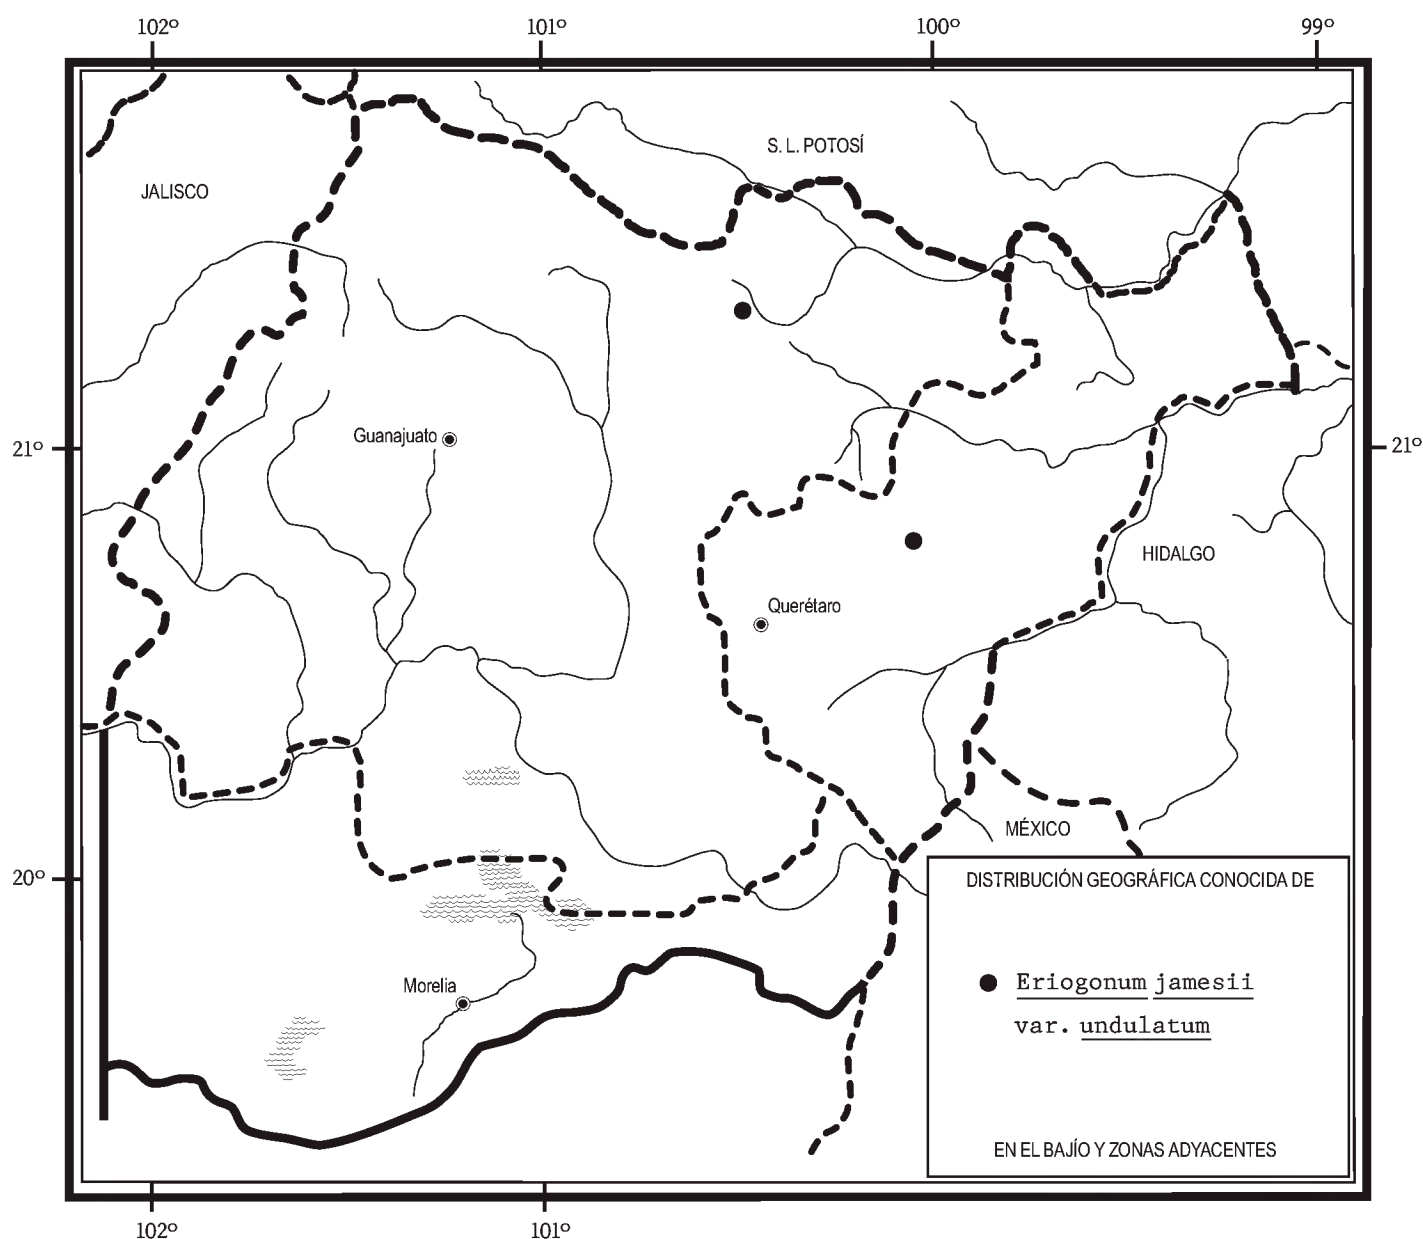 102º
101º
100º
99º
S. L. POTOSÍ
JALISCO
Guanajuato
21º
21º
HIDALGO
Querétaro
MÉXICO
20º
DISTRIBUCIÓN GEOGRÁFICA CONOCIDA DE
Eriogonum jamesii
var. undulatum
Morelia
EN EL BAJÍO Y ZONAS ADYACENTES
102º
101º